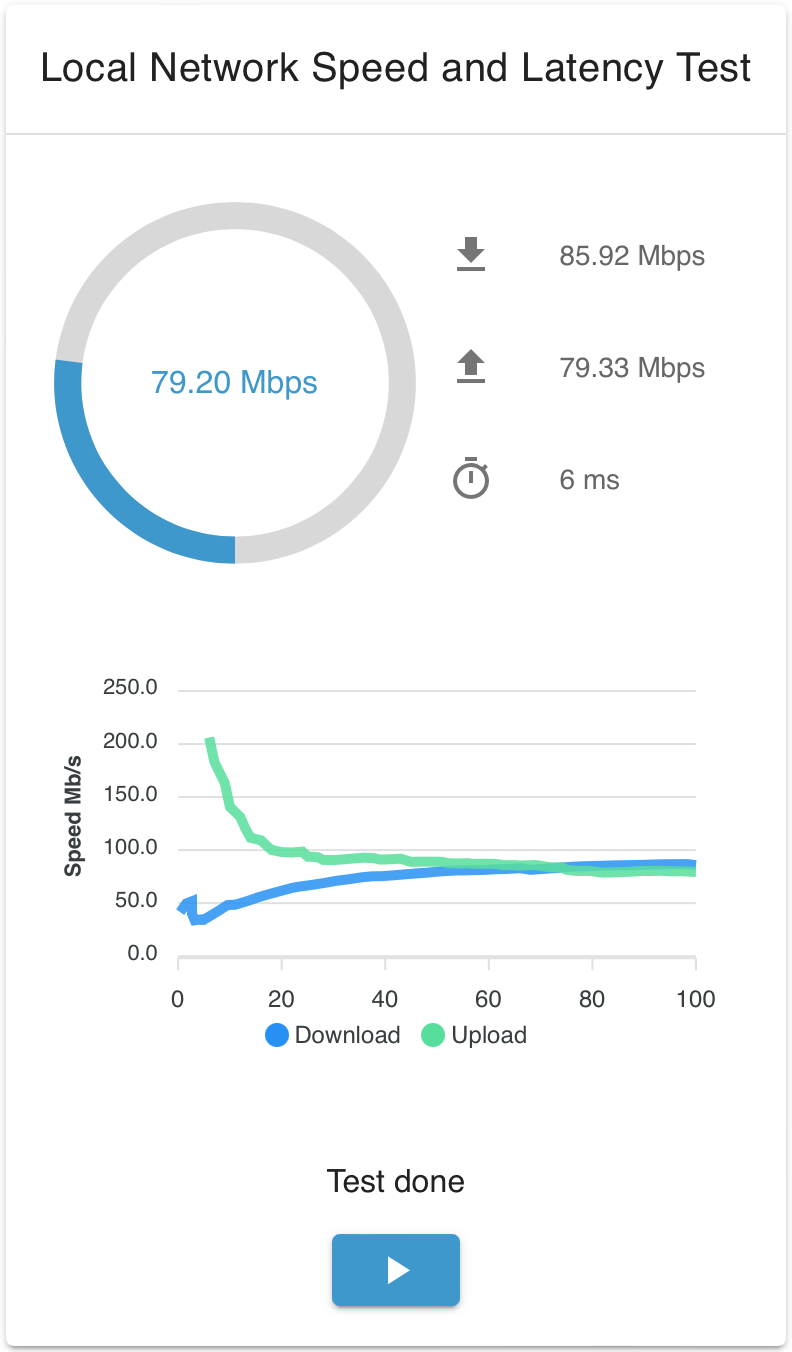 Local Network Speed and Latency Test
85.92 Mbps
79.20 Mbps
79.33 Mbps
6 ms
250.0
200.0
150.0
100.0
50.0
0.0
Speed Mb/s
0 20 40 60 80 100
Download Upload
Test done